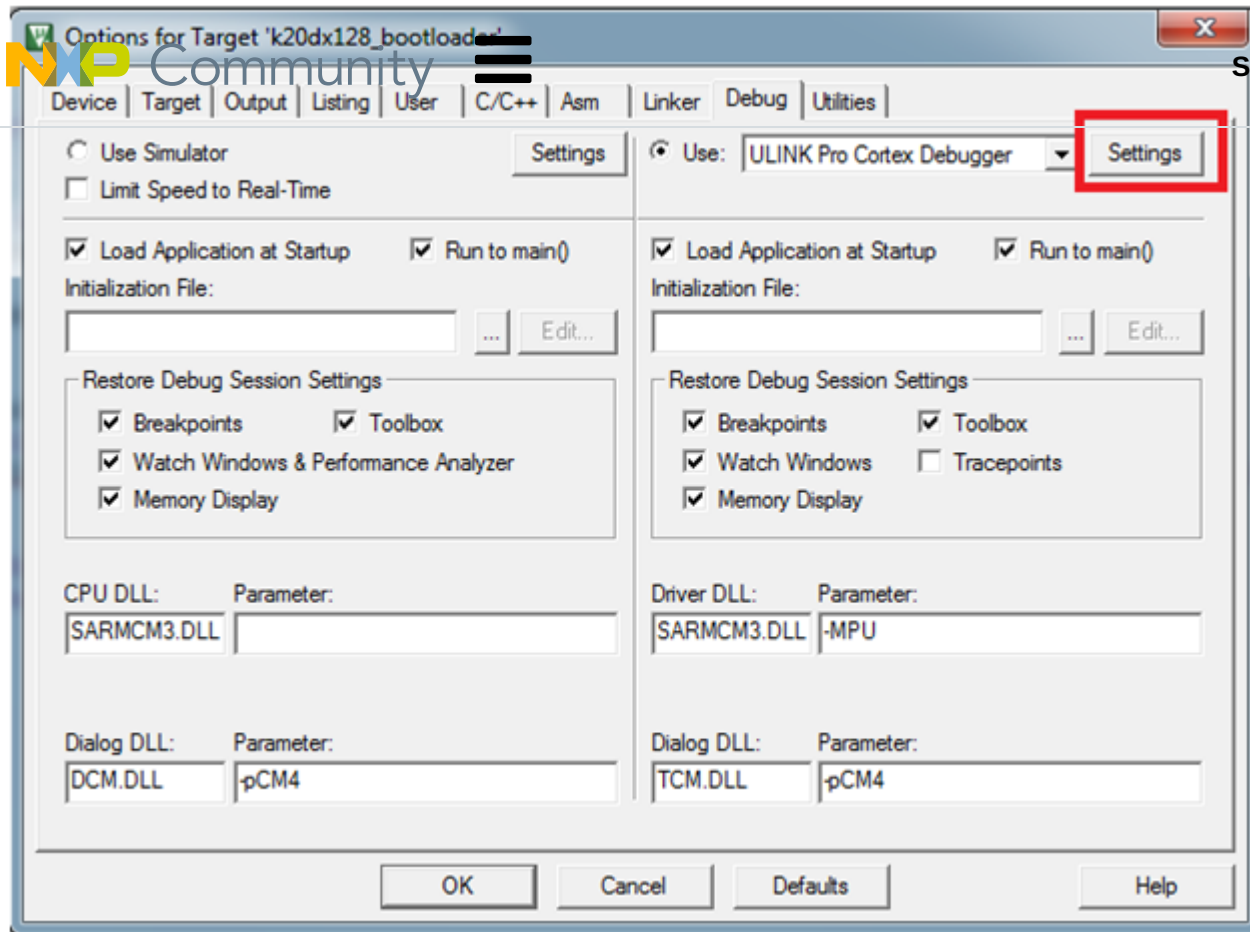 Options for Target 'k20dx128_bootloader'
NXP Community
S
Device Target Output Listing User C/C++ Asm Linker Debug Utilities
Use Simulator Settings Use: ULINK Pro Cortex Debugger Settings
Limit Speed to Real-Time
Load Application at Startup Run to main() Load Application at Startup Run to main()
Initialization File: Initialization File:
... Edit... ... Edit...
Restore Debug Session Settings Restore Debug Session Settings
Breakpoints Toolbox Breakpoints Toolbox
Watch Windows & Performance Analyzer Watch Windows Tracepoints
Memory Display Memory Display
CPU DLL: Parameter: Driver DLL: Parameter:
SARMCM3.DLL SARMCM3.DLL -MPU
Dialog DLL: Parameter: Dialog DLL: Parameter:
DCM.DLL -pCM4 TCM.DLL -pCM4
OK Cancel Defaults Help